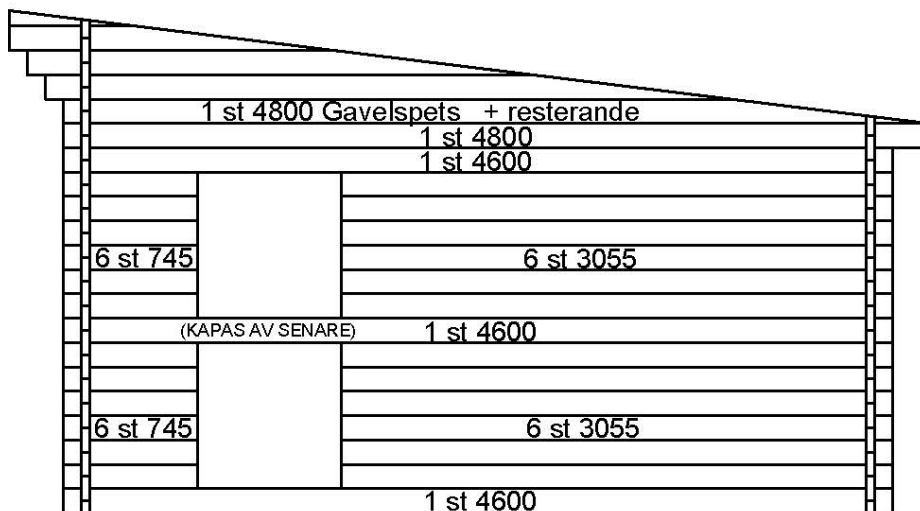 1 st 4800 Gavelspets + resterande
1 st 4800
1 st 4600
6 st 745
6 st 3055
(KAPAS AV SENARE)
1 st 4600
6 st 745
6 st 3055
1 st 4600